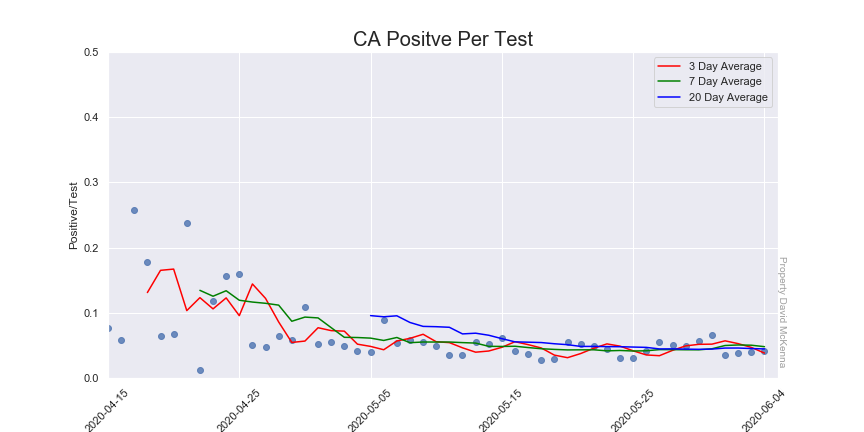 CA Positve Per Test
0.5
0.4
0.3
0.2
0.1
0.0
Positive/Test
3 Day Average
7 Day Average
20 Day Average
2020-04-15
2020-04-25
2020-05-05
2020-05-15
2020-05-25
2020-06-04
Property David McKenna